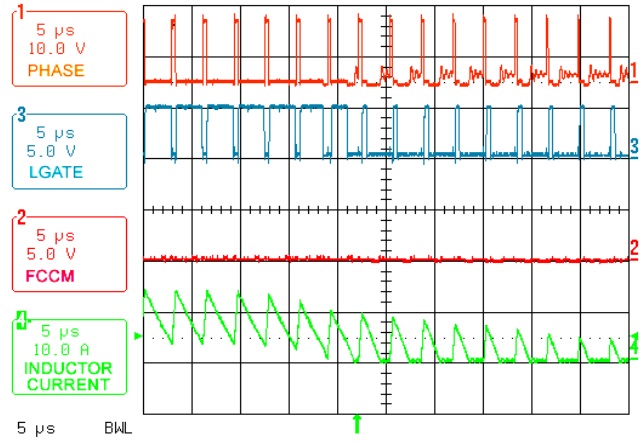 1
5 µs
10.0 V
PHASE
1
3
5 µs
5.0 V
LGATE
3
2
5 µs
5.0 V
FCCM
2
4
5 µs
10.0 A
INDUCTOR
CURRENT
4
5 µs BWL